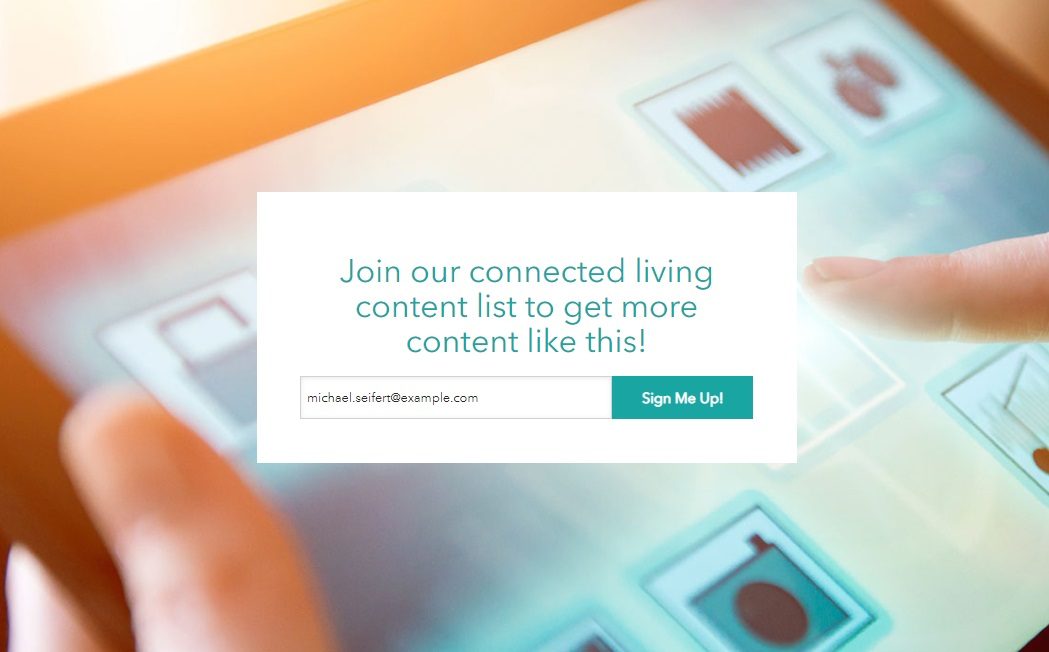 Join our connected living
content list to get more
content like this!
michael.seifert@example.com
Sign Me Up!